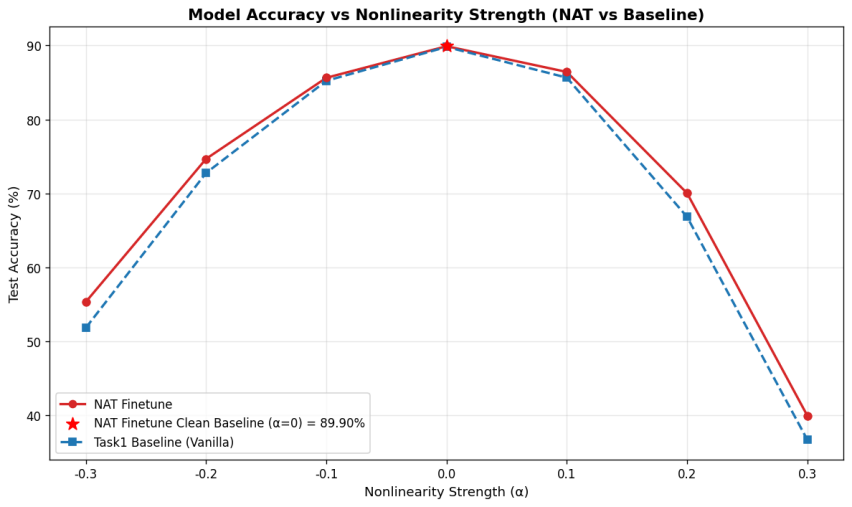 Model Accuracy vs Nonlinearity Strength (NAT vs Baseline)
Test Accuracy (%)
90
80
70
60
50
40
NAT Finetune
NAT Finetune Clean Baseline (α=0) = 89.90%
Task1 Baseline (Vanilla)
-0.3 -0.2 -0.1 0.0 0.1 0.2 0.3
Nonlinearity Strength (α)